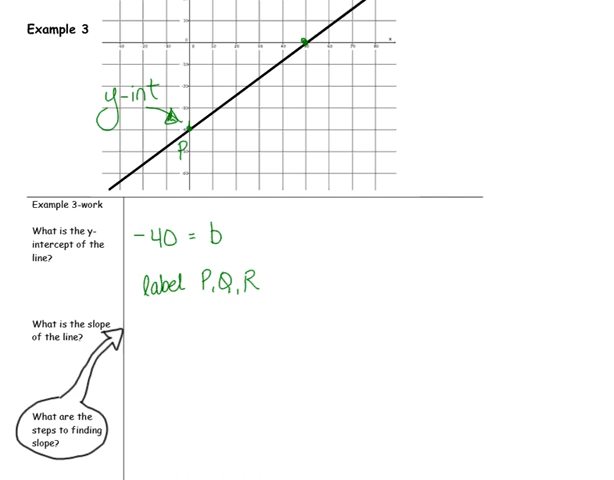 Example 3
y-int
P
Example 3-work
What is the y-
intercept of the
line?
-40 = b
label P, Q, R
What is the slope
of the line?
What are the
steps to finding
slope?